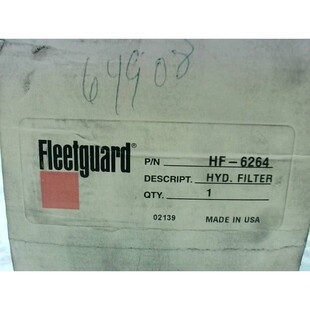 64908
Fleetguard®
P/N HF-6264
DESCRIPT. HYD. FILTER
QTY. 1
02139 MADE IN USA